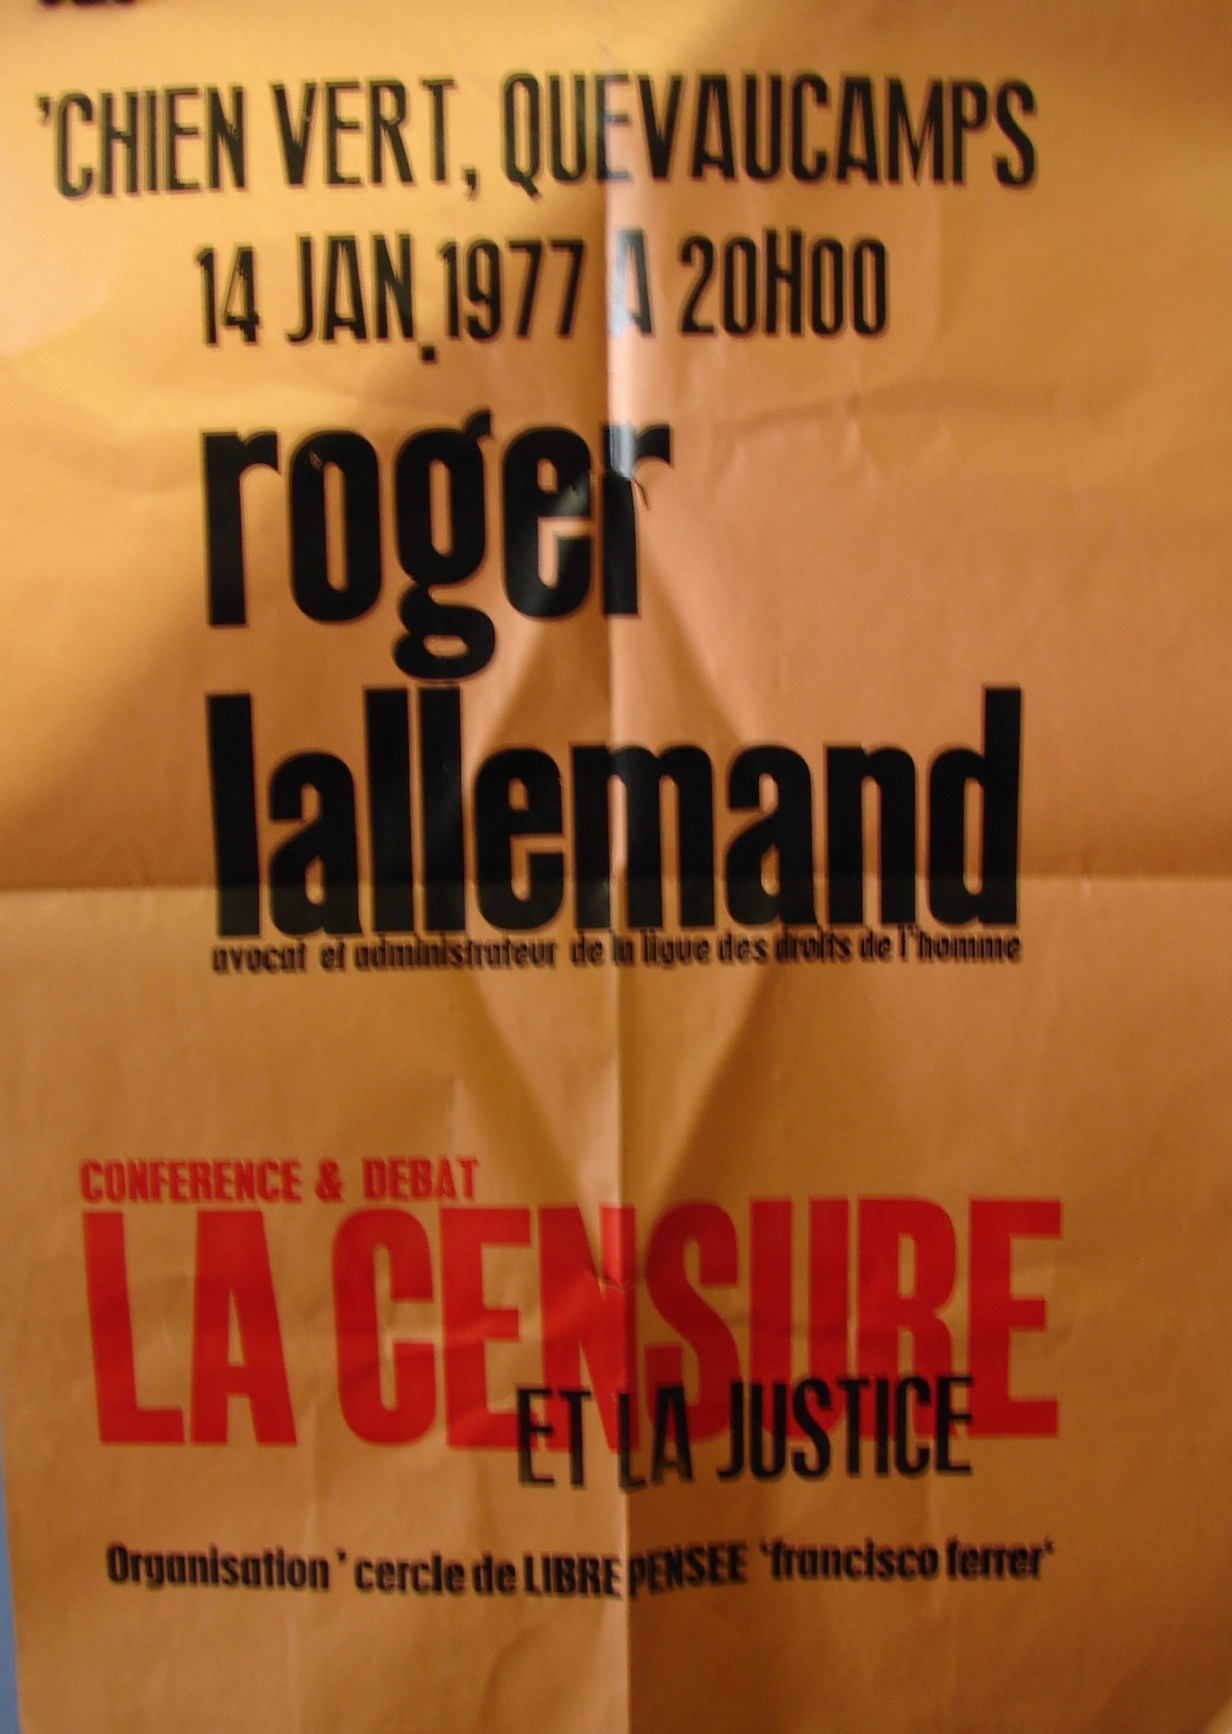 'CHIEN VERT, QUEVAUCAMPS
14 JAN. 1977 A 20H00
roger
lallemand
avocat et administrateur de la ligue des droits de l'homme
CONFERENCE & DEBAT
LA CENSURE
ET LA JUSTICE
Organisation ' cercle de LIBRE PENSEE 'francisco ferrer'